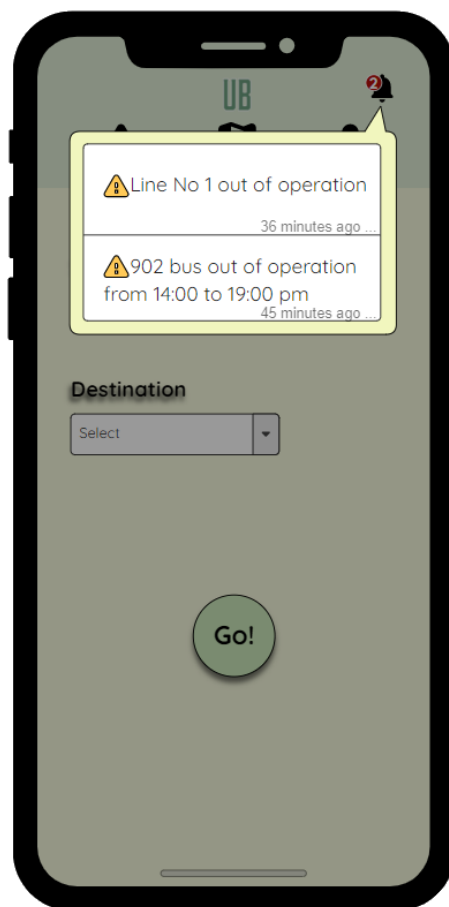 UB
2
Line No 1 out of operation
36 minutes ago ...
902 bus out of operation
from 14:00 to 19:00 pm
45 minutes ago ...
Destination
Select
Go!